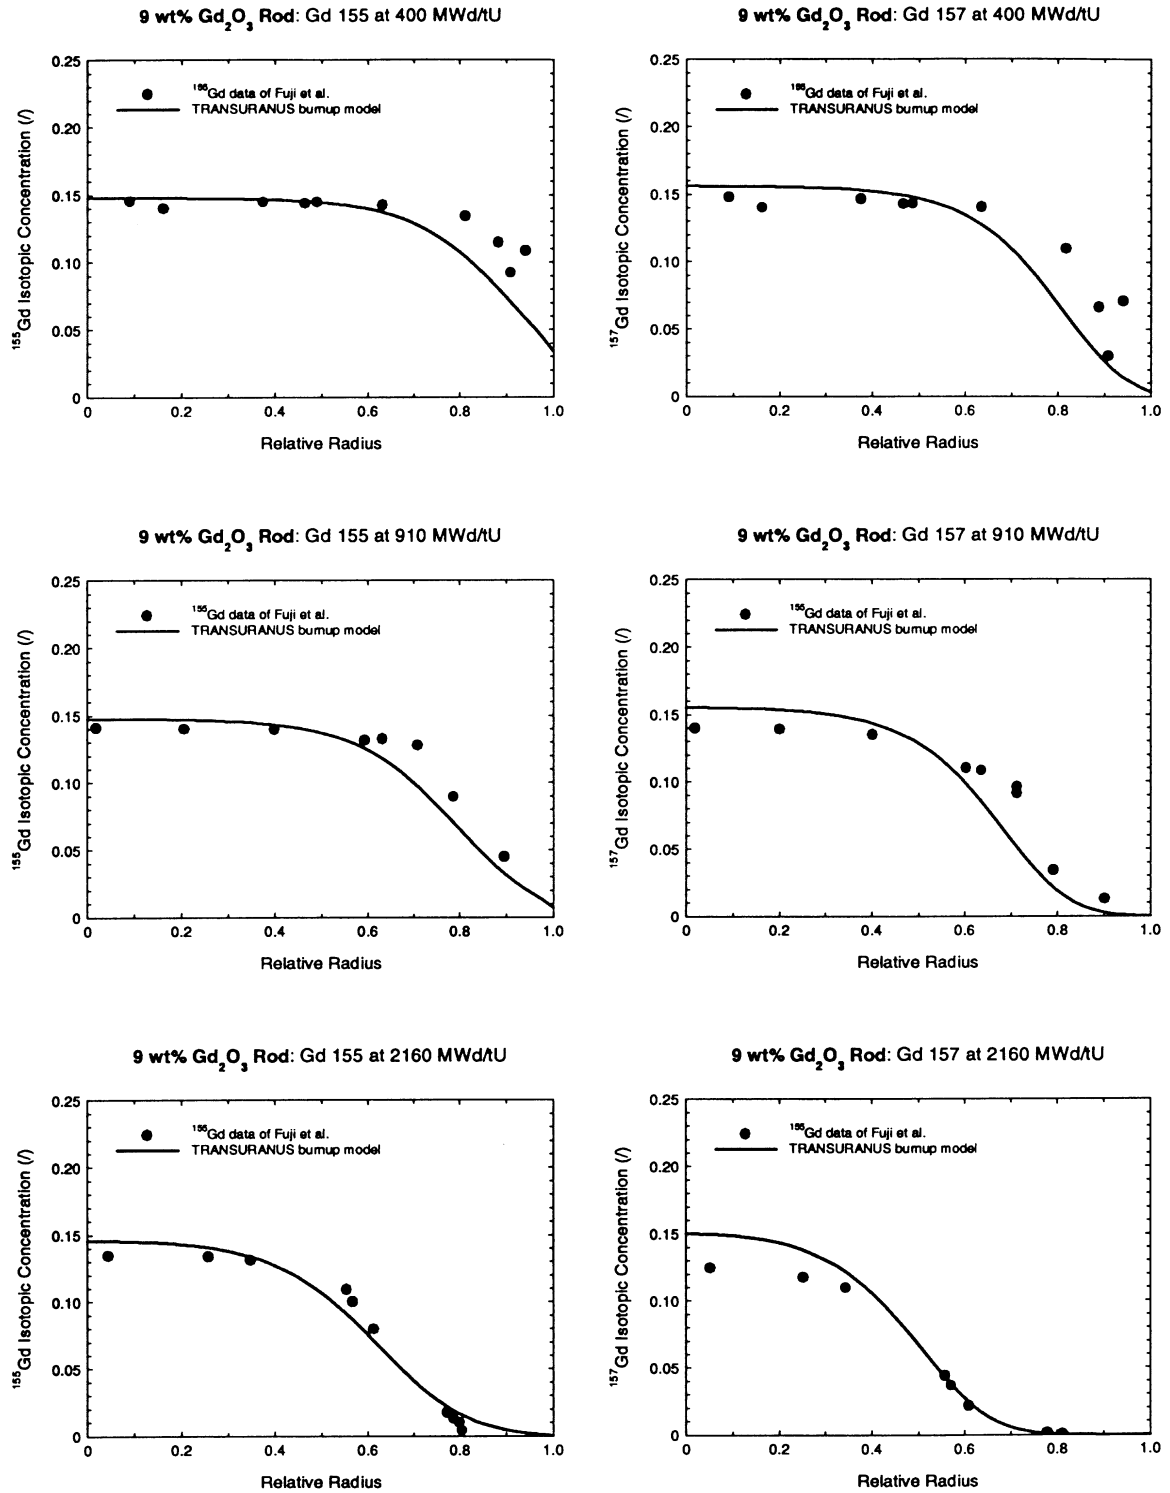 9 wt% Gd₂O₃ Rod: Gd 155 at 400 MWd/tU
0.25
0.20
0.15
0.10
0.05
0
¹⁵⁵Gd Isotopic Concentration (/)
¹⁵⁵Gd data of Fuji et al.
TRANSURANUS burnup model
0 0.2 0.4 0.6 0.8 1.0
Relative Radius
9 wt% Gd₂O₃ Rod: Gd 157 at 400 MWd/tU
0.25
0.20
0.15
0.10
0.05
0
¹⁵⁷Gd Isotopic Concentration (/)
¹⁵⁵Gd data of Fuji et al.
TRANSURANUS burnup model
0 0.2 0.4 0.6 0.8 1.0
Relative Radius
9 wt% Gd₂O₃ Rod: Gd 155 at 910 MWd/tU
0.25
0.20
0.15
0.10
0.05
0
¹⁵⁵Gd Isotopic Concentration (/)
¹⁵⁵Gd data of Fuji et al.
TRANSURANUS burnup model
0 0.2 0.4 0.6 0.8 1.0
Relative Radius
9 wt% Gd₂O₃ Rod: Gd 157 at 910 MWd/tU
0.25
0.20
0.15
0.10
0.05
0
¹⁵⁷Gd Isotopic Concentration (/)
¹⁵⁵Gd data of Fuji et al.
TRANSURANUS burnup model
0 0.2 0.4 0.6 0.8 1.0
Relative Radius
9 wt% Gd₂O₃ Rod: Gd 155 at 2160 MWd/tU
0.25
0.20
0.15
0.10
0.05
0
¹⁵⁵Gd Isotopic Concentration (/)
¹⁵⁵Gd data of Fuji et al.
TRANSURANUS burnup model
0 0.2 0.4 0.6 0.8 1.0
Relative Radius
9 wt% Gd₂O₃ Rod: Gd 157 at 2160 MWd/tU
0.25
0.20
0.15
0.10
0.05
0
¹⁵⁷Gd Isotopic Concentration (/)
¹⁵⁵Gd data of Fuji et al.
TRANSURANUS burnup model
0 0.2 0.4 0.6 0.8 1.0
Relative Radius